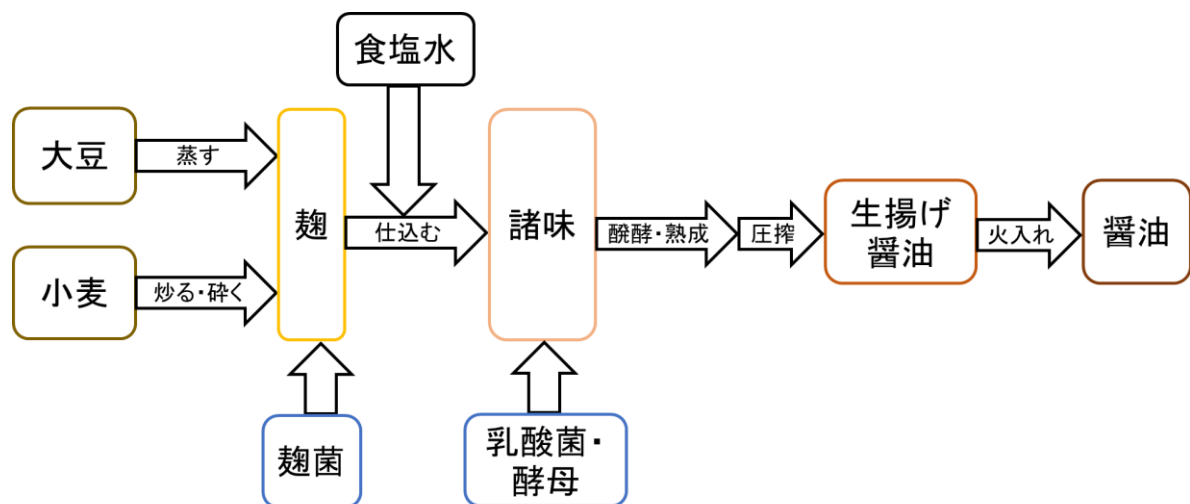 食塩水
大豆
蒸す
小麦
炒る・砕く
麹
麹菌
仕込む
諸味
乳酸菌・
酵母
醗酵・熟成
圧搾
生揚げ
醤油
火入れ
醤油